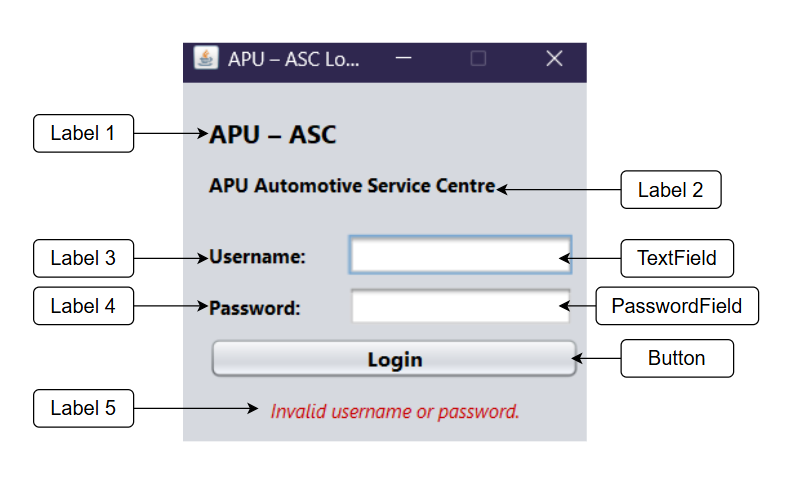 APU – ASC Lo...
Label 1
APU – ASC
APU Automotive Service Centre
Label 2
Label 3
Username:
TextField
Label 4
Password:
PasswordField
Login
Button
Label 5
Invalid username or password.